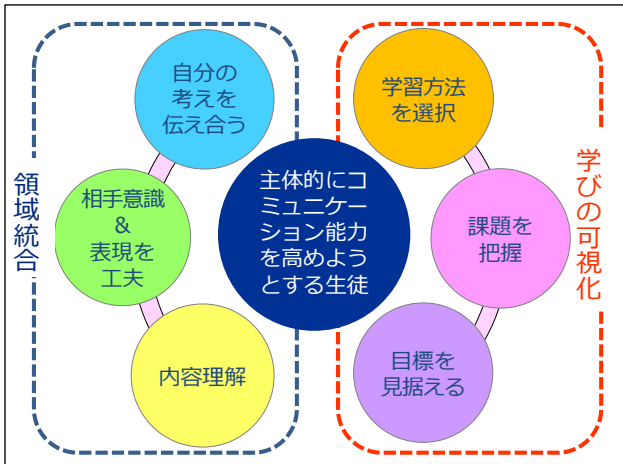 領域統合
自分の
考えを
伝え合う
相手意識
&
表現を
工夫
内容理解
主体的にコ
ミュニケー
ション能力
を高めよう
とする生徒
学習方法
を選択
課題を
把握
目標を
見据える
学びの可視化